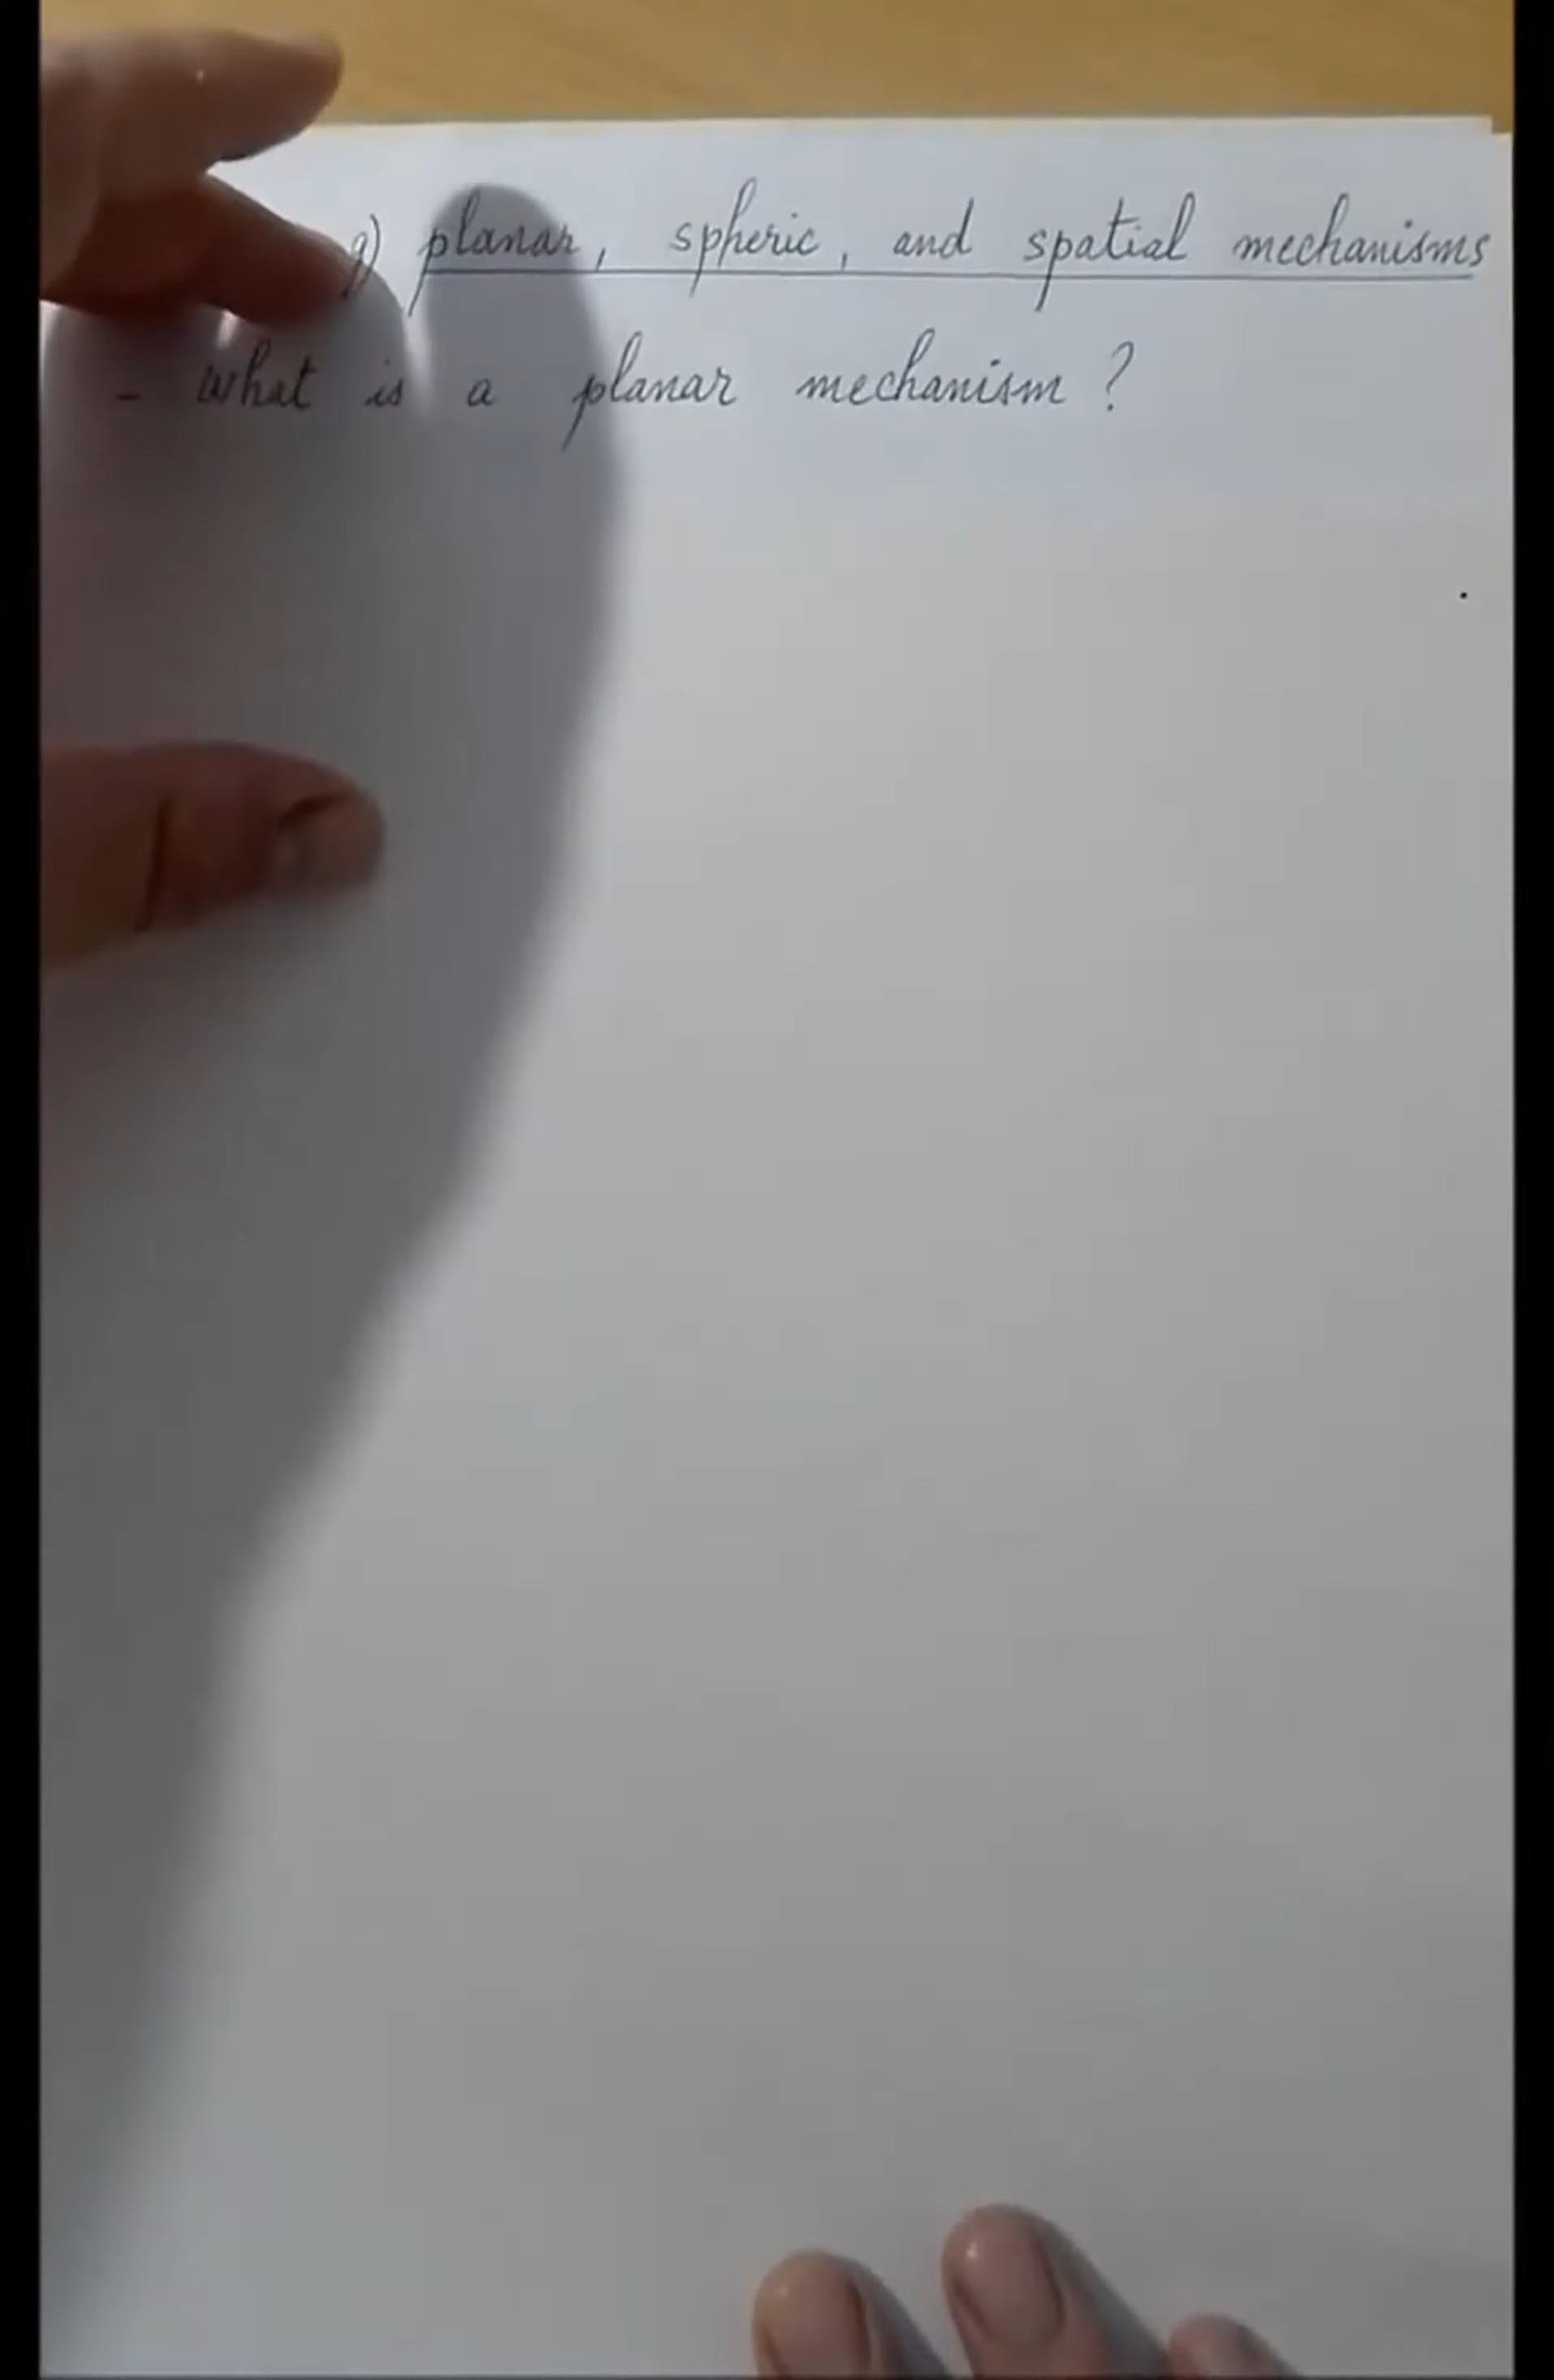 g) planar, spheric, and spatial mechanisms
- what is a planar mechanism ?